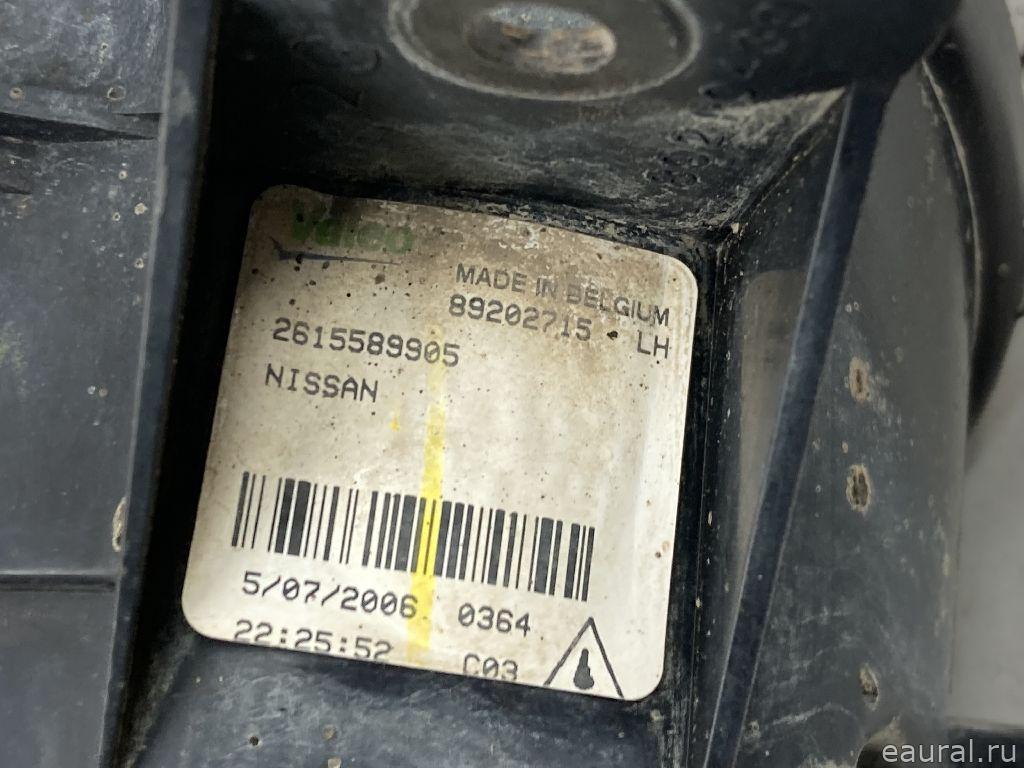 Valeo
MADE IN BELGIUM
89202715 LH
2615589905
NISSAN
5/07/2006 0364
22:25:52 C03
eaural.ru